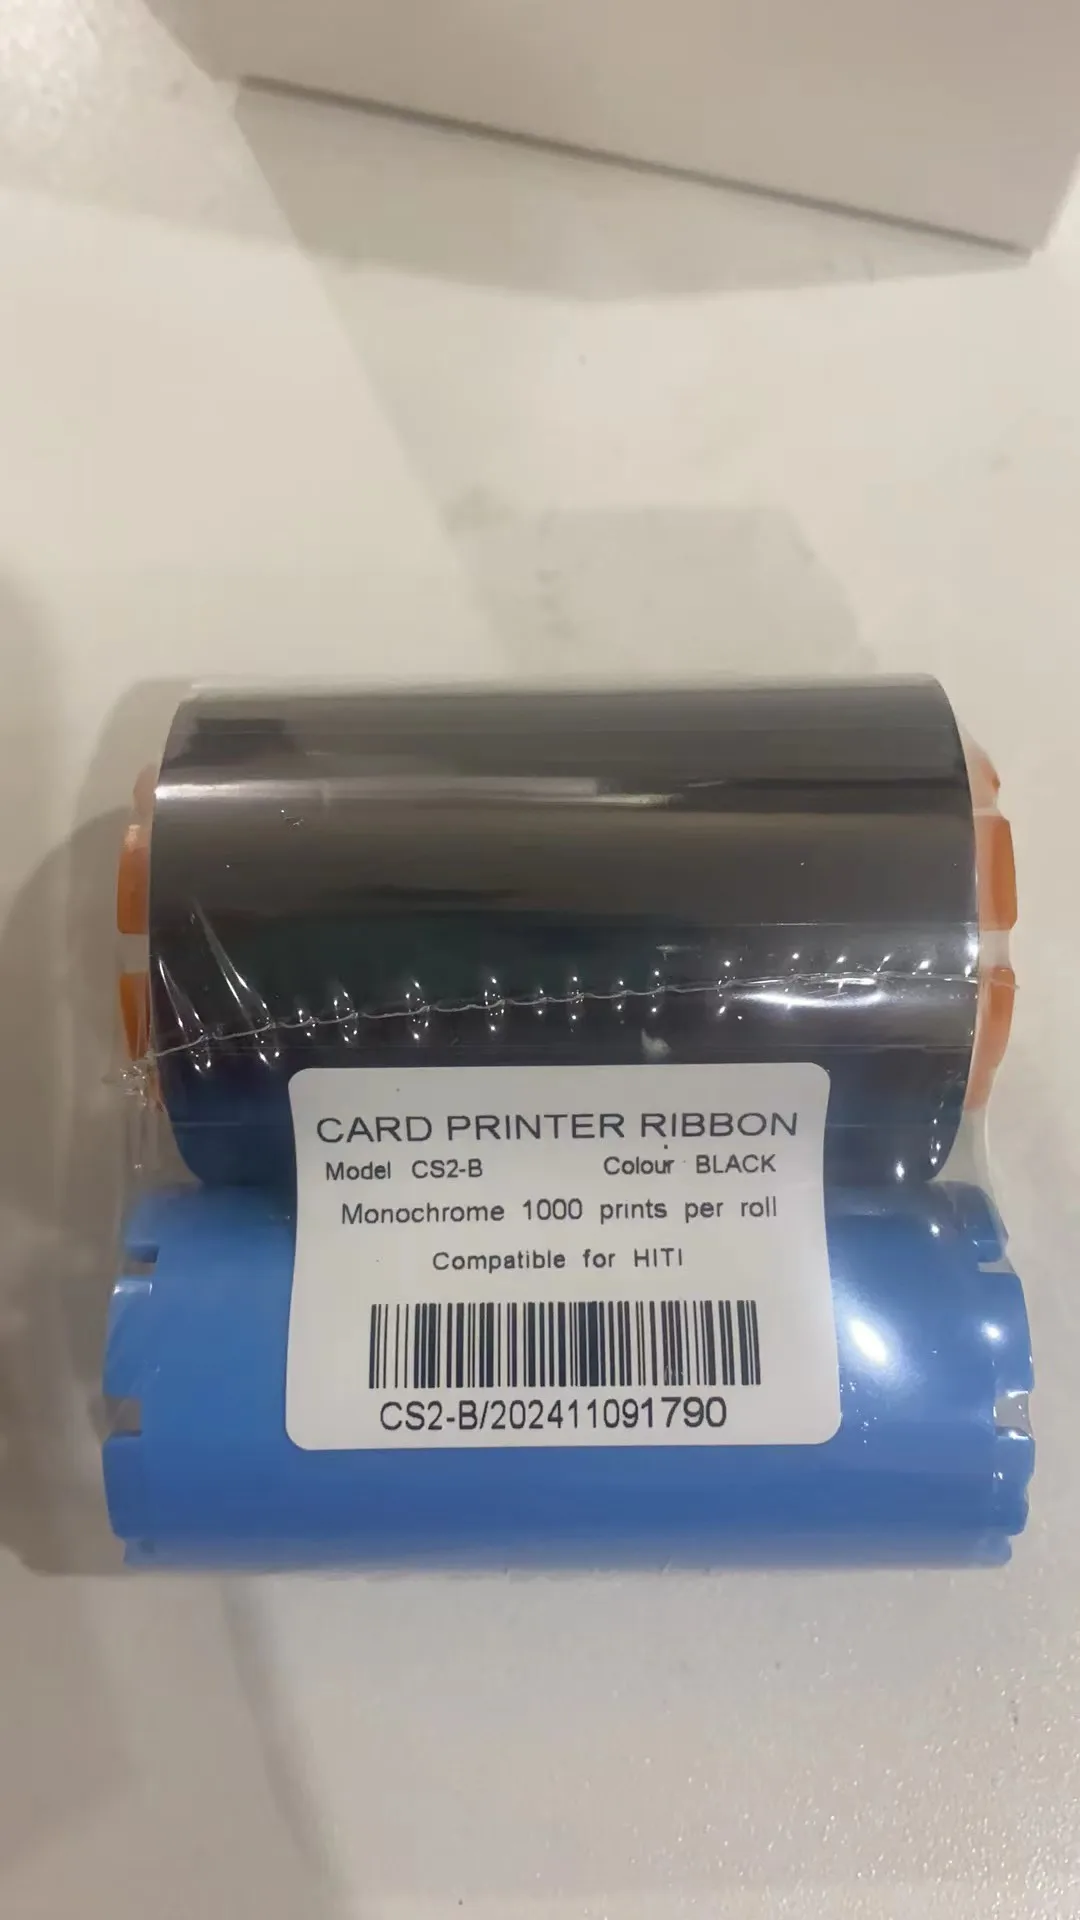 CARD PRINTER RIBBON
Model CS2-B Colour BLACK
Monochrome 1000 prints per roll
Compatible for HITI
CS2-B/202411091790